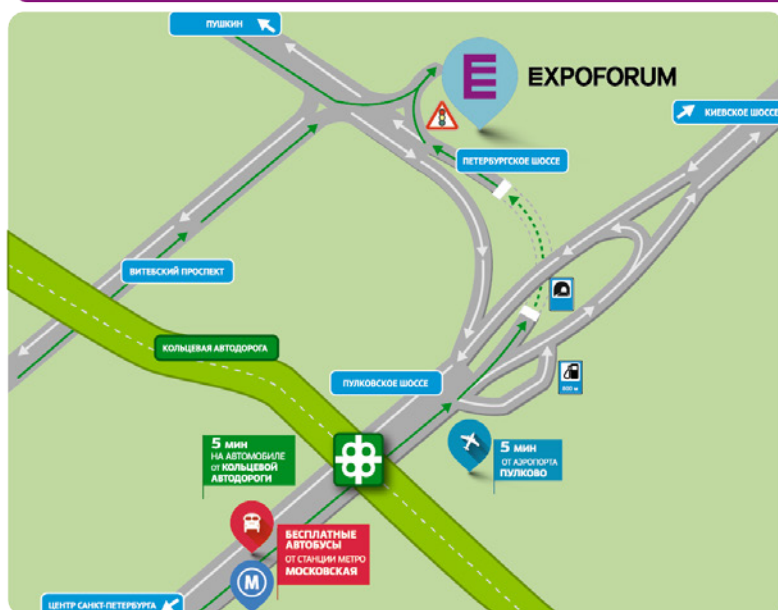 ПУШКИН
E EXPOFORUM
КИЕВСКОЕ ШОССЕ
ПЕТЕРБУРГСКОЕ ШОССЕ
ВИТЕБСКИЙ ПРОСПЕКТ
КОЛЬЦЕВАЯ АВТОДОРОГА
ПУЛКОВСКОЕ ШОССЕ
600 м
5 МИН
НА АВТОМОБИЛЕ
ОТ КОЛЬЦЕВОЙ
АВТОДОРОГИ
5 МИН
ОТ АЭРОПОРТА
ПУЛКОВО
БЕСПЛАТНЫЕ
АВТОБУСЫ
ОТ СТАНЦИИ МЕТРО
МОСКОВСКАЯ
М
ЦЕНТР САНКТ-ПЕТЕРБУРГА